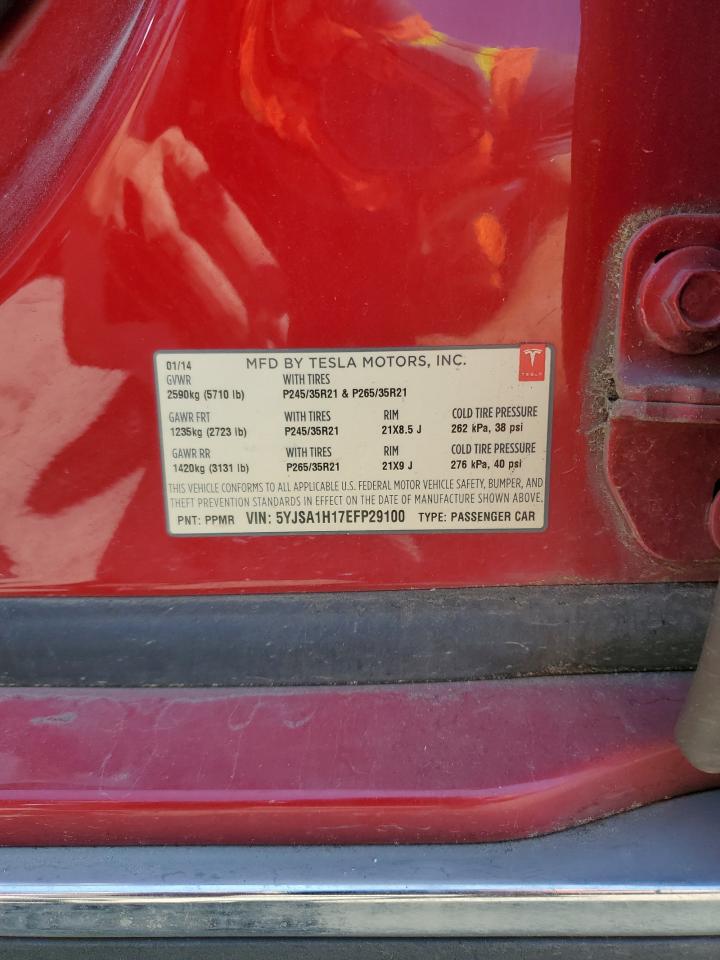 01/14 MFD BY TESLA MOTORS, INC.
TESLA
GVWR WITH TIRES
2590kg (5710 lb) P245/35R21 & P265/35R21
GAWR FRT WITH TIRES RIM COLD TIRE PRESSURE
1235kg (2723 lb) P245/35R21 21X8.5 J 262 kPa, 38 psi
GAWR RR WITH TIRES RIM COLD TIRE PRESSURE
1420kg (3131 lb) P265/35R21 21X9 J 276 kPa, 40 psi
THIS VEHICLE CONFORMS TO ALL APPLICABLE U.S. FEDERAL MOTOR VEHICLE SAFETY, BUMPER, AND
THEFT PREVENTION STANDARDS IN EFFECT ON THE DATE OF MANUFACTURE SHOWN ABOVE.
PNT: PPMR VIN: 5YJSA1H17EFP29100 TYPE: PASSENGER CAR